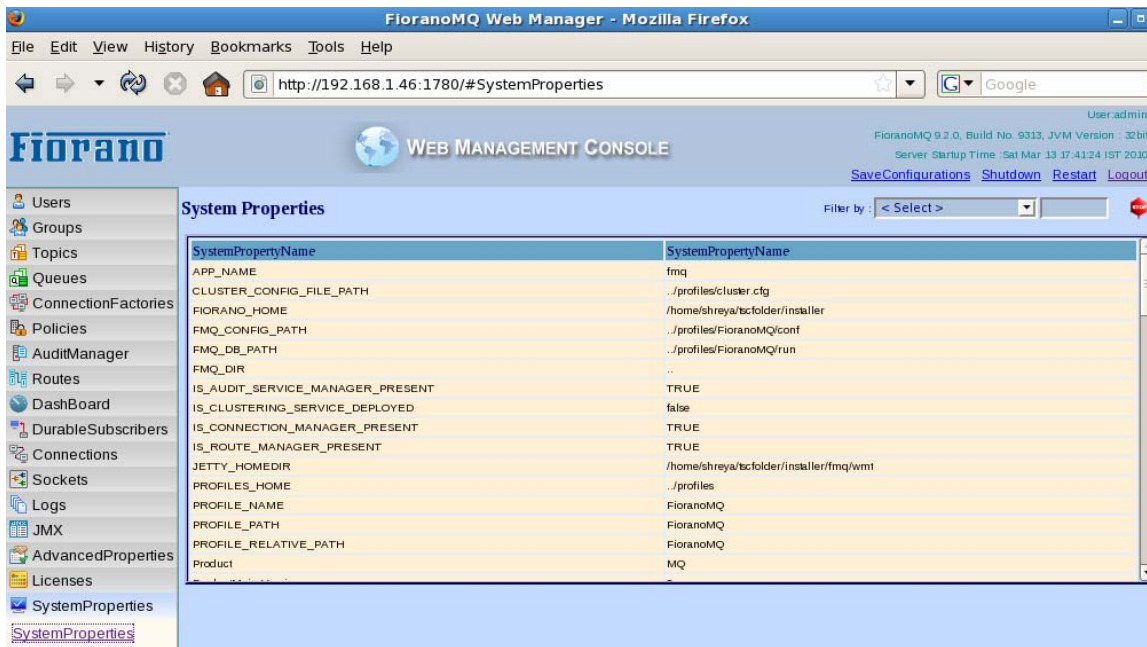 FioranoMQ Web Manager - Mozilla Firefox
File Edit View History Bookmarks Tools Help
http://192.168.1.46:1780/#SystemProperties
G Google
User:admin
Fiorano
WEB MANAGEMENT CONSOLE
FioranoMQ 9.2.0, Build No. 9313, JVM Version : 32bit
Server Startup Time :Sat Mar 13 17:41:24 IST 2010
SaveConfigurations Shutdown Restart Logout
Users
Groups
Topics
Queues
ConnectionFactories
Policies
AuditManager
Routes
DashBoard
DurableSubscribers
Connections
Sockets
Logs
JMX
AdvancedProperties
Licenses
SystemProperties
SystemProperties
System Properties
Filter by : < Select >
STOP
SystemPropertyName SystemPropertyName
APP_NAME fmq
CLUSTER_CONFIG_FILE_PATH ../profiles/cluster.cfg
FIORANO_HOME /home/shreya/tscfolder/installer
FMQ_CONFIG_PATH ../profiles/FioranoMQ/conf
FMQ_DB_PATH ../profiles/FioranoMQ/run
FMQ_DIR ..
IS_AUDIT_SERVICE_MANAGER_PRESENT TRUE
IS_CLUSTERING_SERVICE_DEPLOYED false
IS_CONNECTION_MANAGER_PRESENT TRUE
IS_ROUTE_MANAGER_PRESENT TRUE
JETTY_HOMEDIR /home/shreya/tscfolder/installer/fmq/wmt
PROFILES_HOME ../profiles
PROFILE_NAME FioranoMQ
PROFILE_PATH FioranoMQ
PROFILE_RELATIVE_PATH FioranoMQ
Product MQ